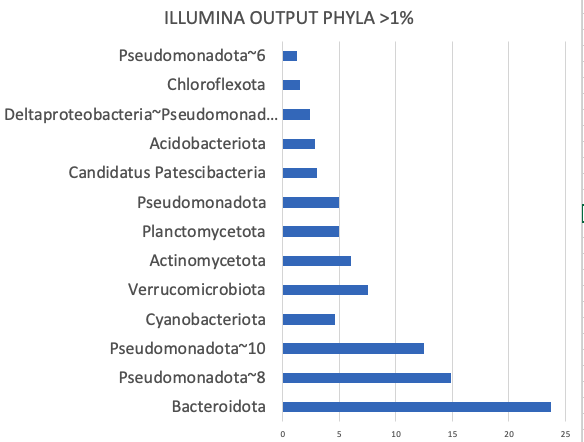 ILLUMINA OUTPUT PHYLA >1%
Pseudomonadota~6
Chloroflexota
Deltaproteobacteria~Pseudomonad...
Acidobacteriota
Candidatus Patescibacteria
Pseudomonadota
Planctomycetota
Actinomycetota
Verrucomicrobiota
Cyanobacteriota
Pseudomonadota~10
Pseudomonadota~8
Bacteroidota
0 5 10 15 20 25